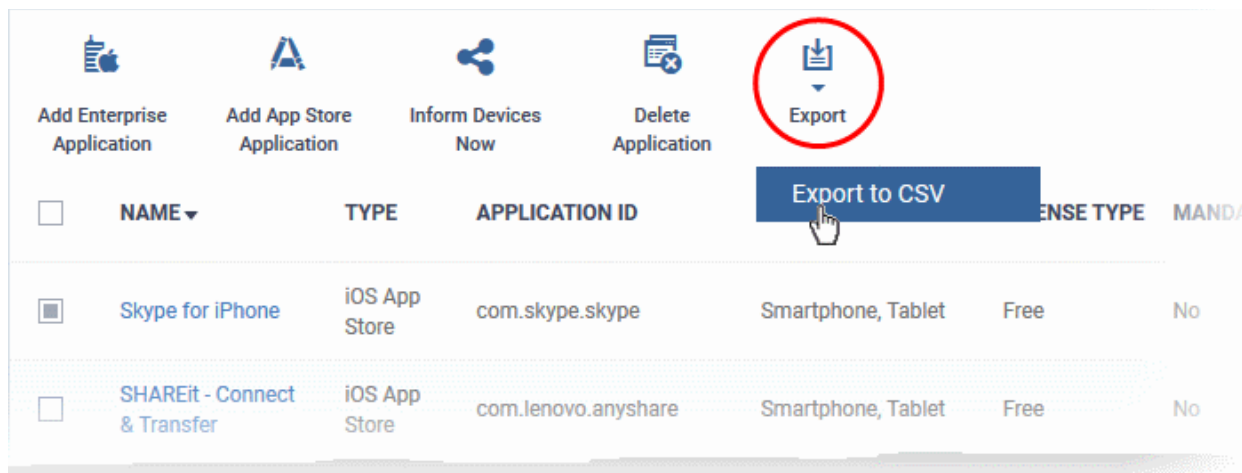 Add Enterprise
Application
Add App Store
Application
Inform Devices
Now
Delete
Application
Export
Export to CSV
NAME
TYPE
APPLICATION ID
ENSE TYPE
MANDA
Skype for iPhone
iOS App
Store
com.skype.skype
Smartphone, Tablet
Free
No
SHAREit - Connect
& Transfer
iOS App
Store
com.lenovo.anyshare
Smartphone, Tablet
Free
No